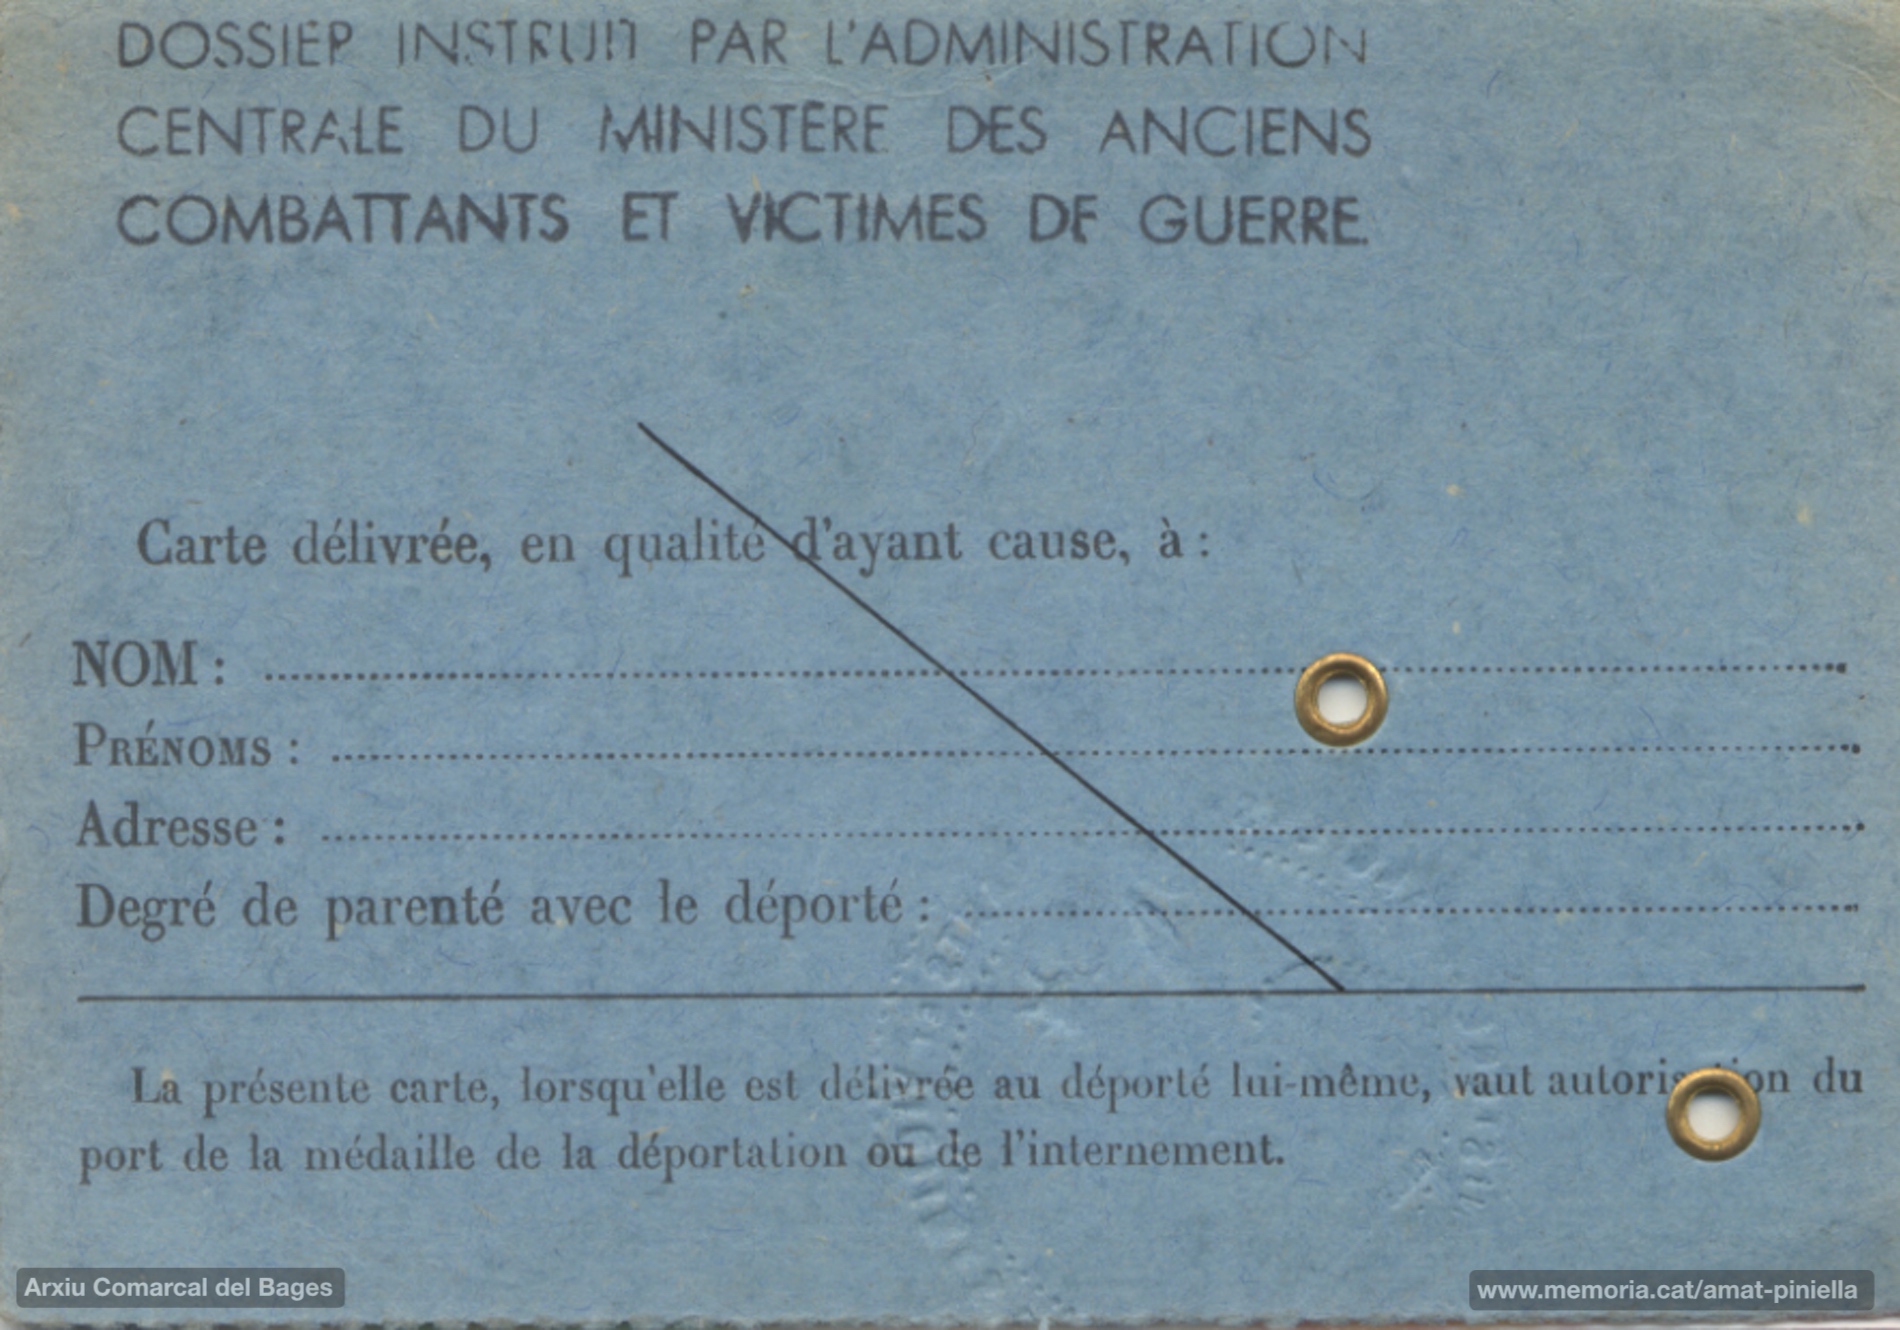 DOSSIER INSTRUIT PAR L'ADMINISTRATION
CENTRALE DU MINISTÈRE DES ANCIENS
COMBATTANTS ET VICTIMES DE GUERRE.
Carte délivrée, en qualité d'ayant cause, à :
NOM :
PRÉNOMS :
Adresse :
Degré de parenté avec le déporté :
La présente carte, lorsqu'elle est délivrée au déporté lui-même, vaut autorisation du
port de la médaille de la déportation ou de l'internement.
Arxiu Comarcal del Bages
www.memoria.cat/amat-piniella